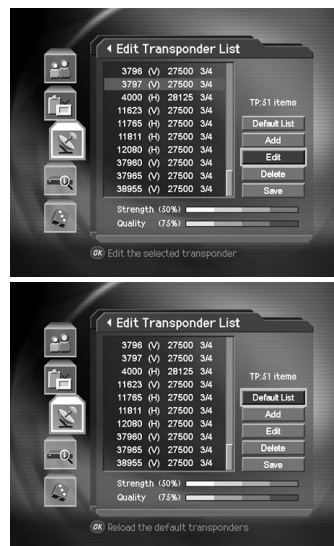 Edit Transponder List
3796 (V) 27500 3/4
3797 (V) 27500 3/4
4000 (H) 28125 3/4
11623 (V) 27500 3/4
11765 (H) 27500 3/4
11811 (H) 27500 3/4
12080 (H) 27500 3/4
37960 (V) 27500 3/4
37965 (V) 27500 3/4
38955 (V) 27500 3/4
TP:51 items
Default List
Add
Edit
Delete
Save
Strength (50%)
Quality (75%)
OK Edit the selected transponder
Edit Transponder List
3796 (V) 27500 3/4
3797 (V) 27500 3/4
4000 (H) 28125 3/4
11623 (V) 27500 3/4
11765 (H) 27500 3/4
11811 (H) 27500 3/4
12080 (H) 27500 3/4
37960 (V) 27500 3/4
37965 (V) 27500 3/4
38955 (V) 27500 3/4
TP:51 items
Default List
Add
Edit
Delete
Save
Strength (50%)
Quality (75%)
OK Reload the default transponders